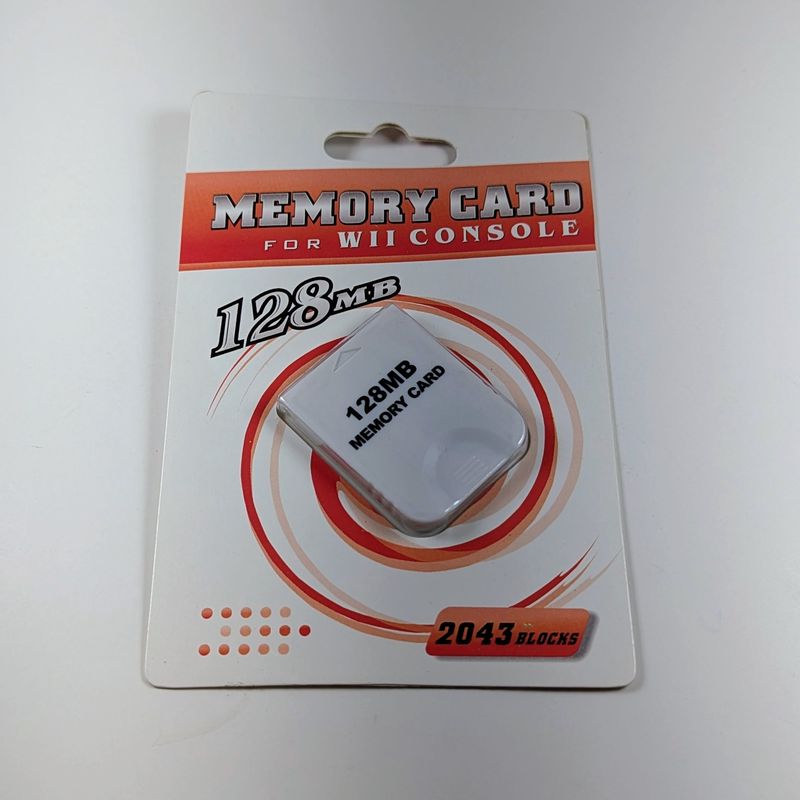 MEMORY CARD
FOR WII CONSOLE
128MB
128MB
MEMORY CARD
2043 BLOCKS